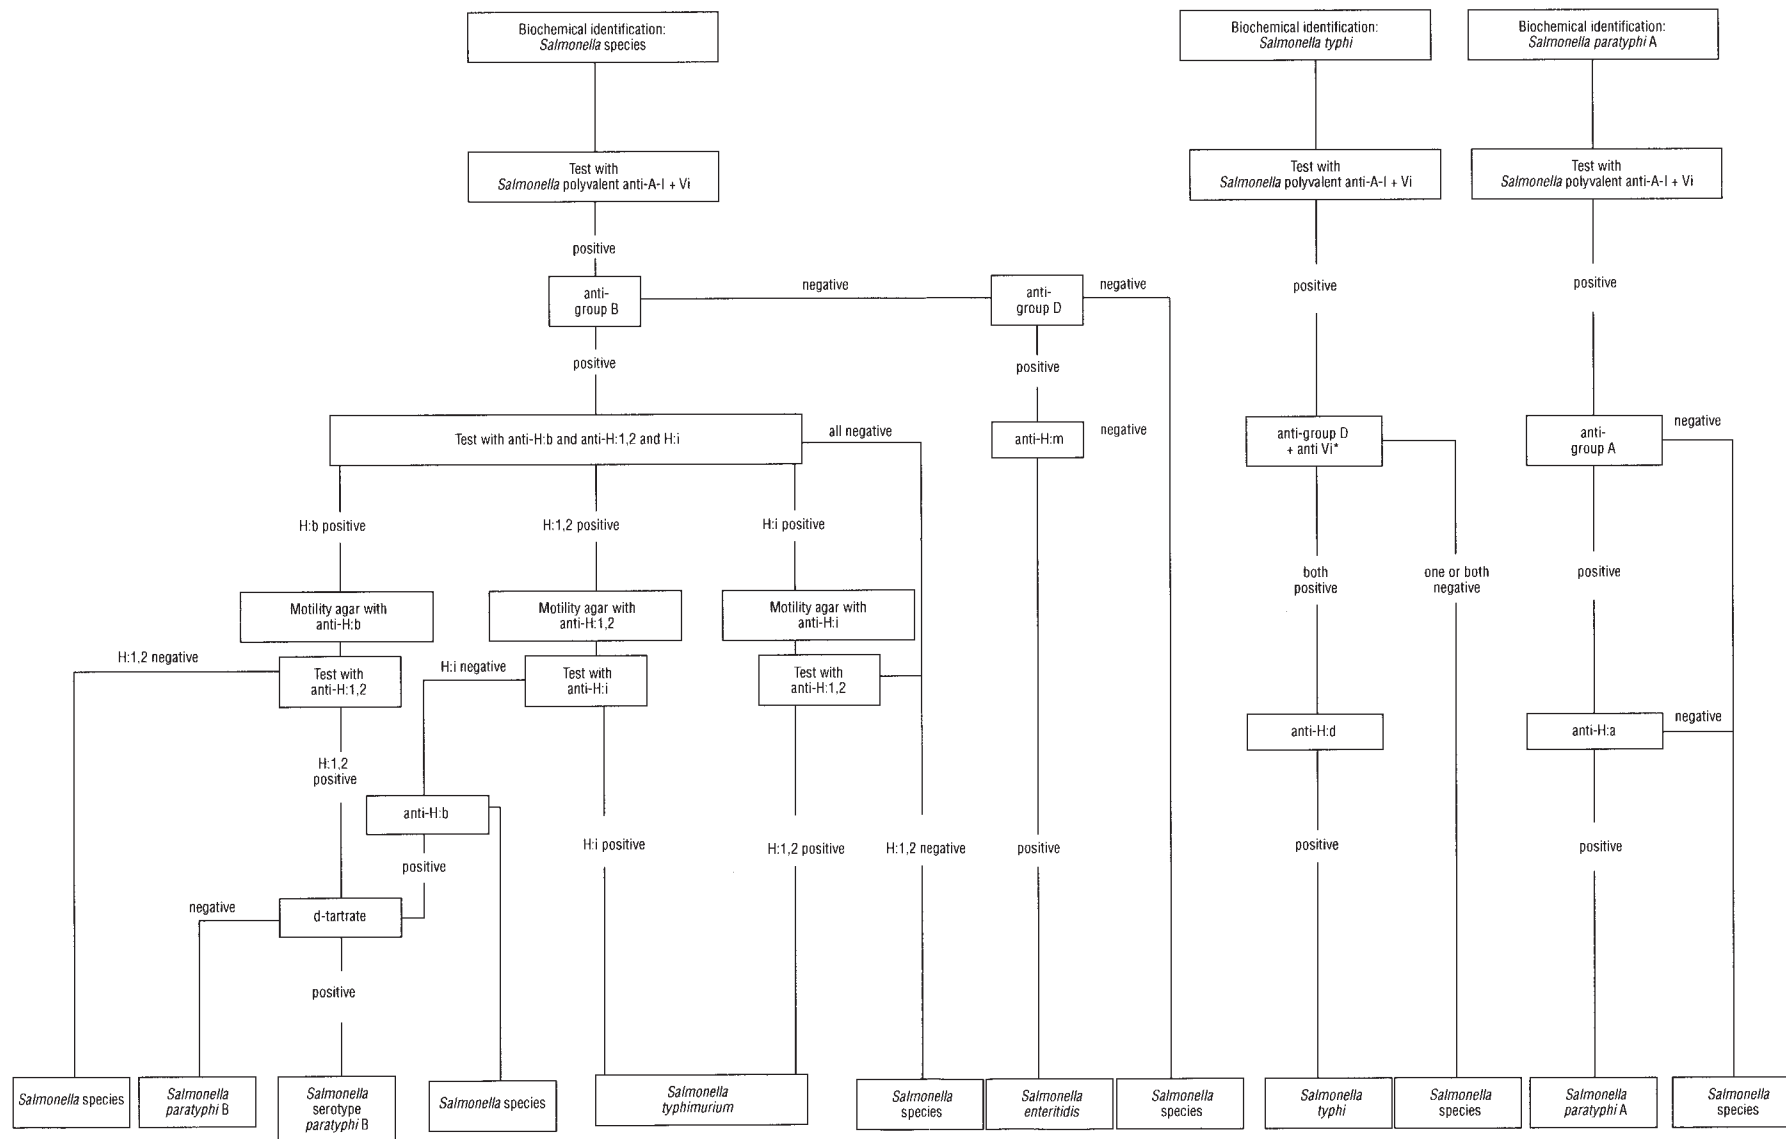 Biochemical identification:
Salmonella species
Biochemical identification:
Salmonella typhi
Biochemical identification:
Salmonella paratyphi A
Test with
Salmonella polyvalent anti-A-I + Vi
Test with
Salmonella polyvalent anti-A-I + Vi
Test with
Salmonella polyvalent anti-A-I + Vi
positive
anti-
group B
negative
anti-
group D
negative
positive
positive
positive
positive
Test with anti-H:b and anti-H:1,2 and H:i
all negative
anti-H:m
negative
anti-group D
+ anti Vi*
anti-
group A
negative
H:b positive
H:1,2 positive
H:i positive
both
positive
one or both
negative
positive
Motility agar with
anti-H:b
Motility agar with
anti-H:1,2
Motility agar with
anti-H:i
H:1,2 negative
Test with
anti-H:1,2
H:i negative
Test with
anti-H:i
Test with
anti-H:1,2
anti-H:d
anti-H:a
negative
H:1,2
positive
anti-H:b
positive
H:i positive
H:1,2 positive
H:1,2 negative
positive
positive
positive
negative
d-tartrate
positive
Salmonella species
Salmonella
paratyphi B
Salmonella
serotype
paratyphi B
Salmonella species
Salmonella
typhimurium
Salmonella
species
Salmonella
enteritidis
Salmonella
species
Salmonella
typhi
Salmonella
species
Salmonella
paratyphi A
Salmonella
species